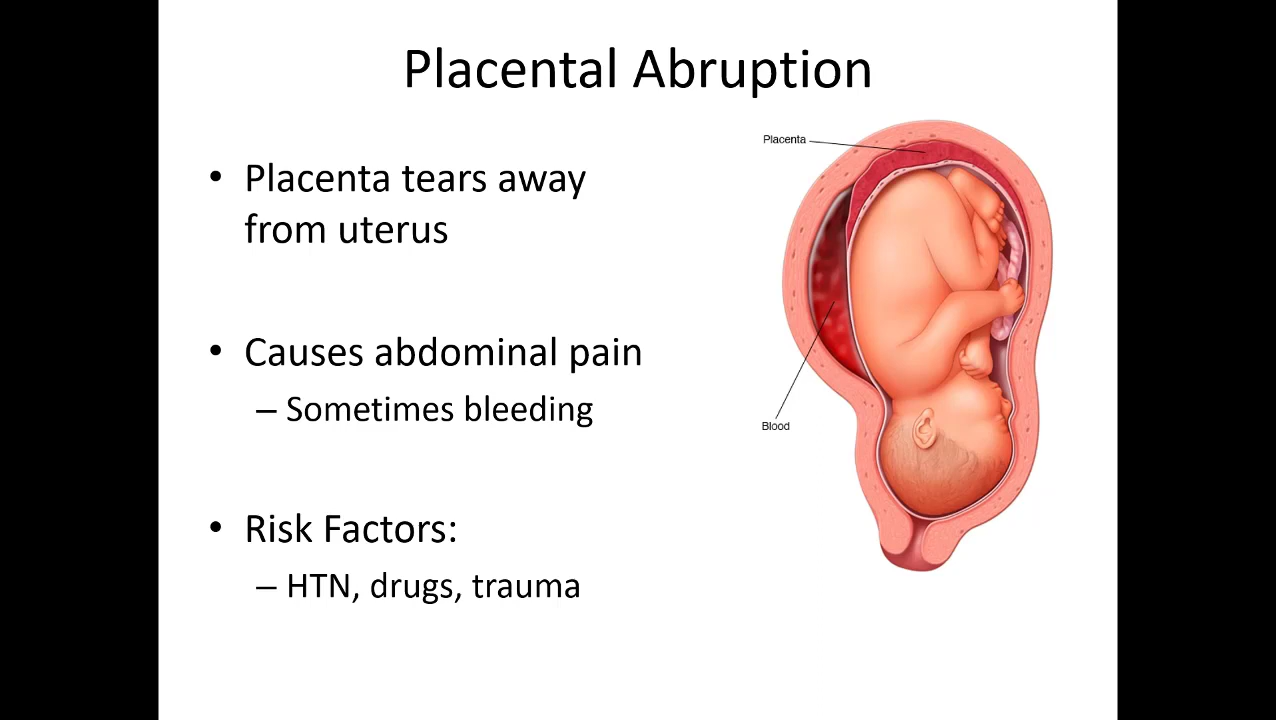 Placental Abruption
• Placenta tears away
from uterus
• Causes abdominal pain
– Sometimes bleeding
• Risk Factors:
– HTN, drugs, trauma
Placenta
Blood